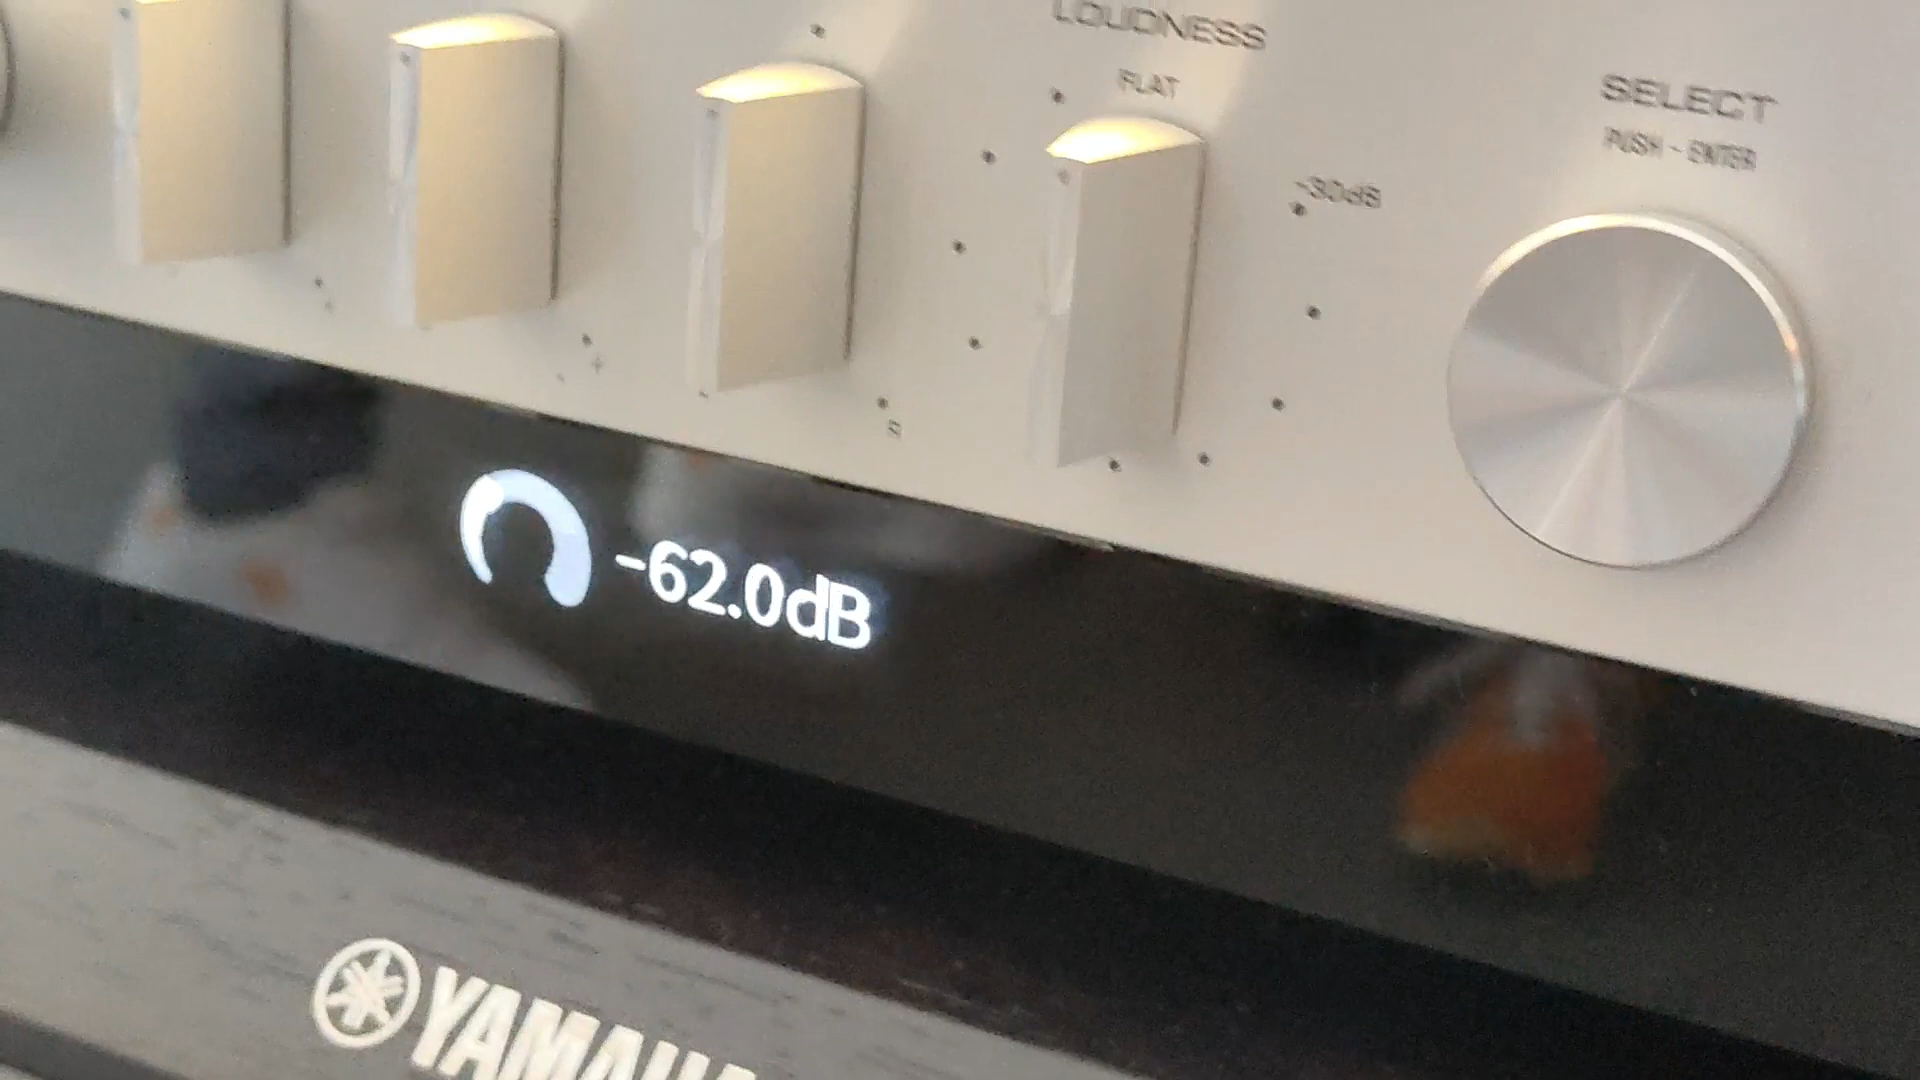 LOUDNESS
FLAT
-30dB
SELECT
PUSH - ENTER
R
-62.0dB
YAMAHA